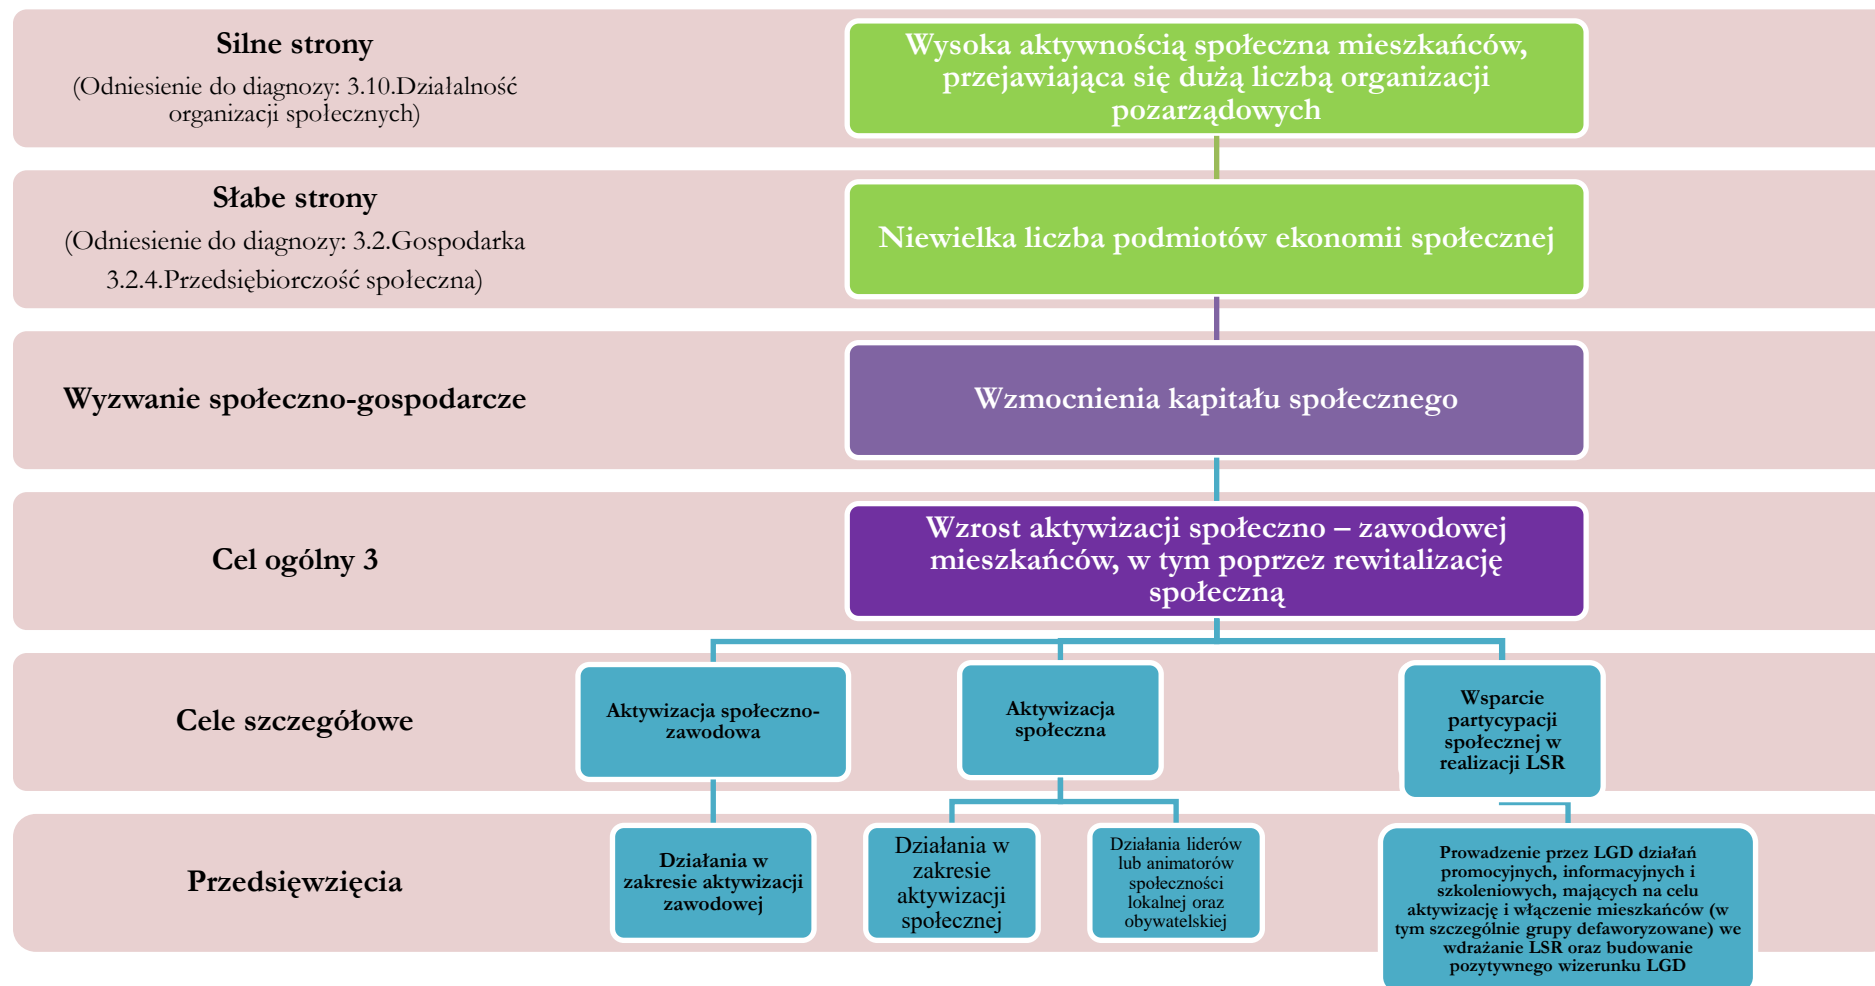 Silne strony
(Odniesienie do diagnozy: 3.10.Działalność
organizacji społecznych)
Wysoka aktywnością społeczna mieszkańców,
przejawiająca się dużą liczbą organizacji
pozarządowych
Słabe strony
(Odniesienie do diagnozy: 3.2.Gospodarka
3.2.4.Przedsiębiorczość społeczna)
Niewielka liczba podmiotów ekonomii społecznej
Wyzwanie społeczno-gospodarcze
Wzmocnienia kapitału społecznego
Cel ogólny 3
Wzrost aktywizacji społeczno – zawodowej
mieszkańców, w tym poprzez rewitalizację
społeczną
Cele szczegółowe
Aktywizacja społeczno-
zawodowa
Aktywizacja
społeczna
Wsparcie
partycypacji
społecznej w
realizacji LSR
Przedsięwzięcia
Działania w
zakresie aktywizacji
zawodowej
Działania w
zakresie
aktywizacji
społecznej
Działania liderów
lub animatorów
społeczności
lokalnej oraz
obywatelskiej
Prowadzenie przez LGD działań
promocyjnych, informacyjnych i
szkoleniowych, mających na celu
aktywizację i włączenie mieszkańców (w
tym szczególnie grupy defaworyzowane) we
wdrażanie LSR oraz budowanie
pozytywnego wizerunku LGD